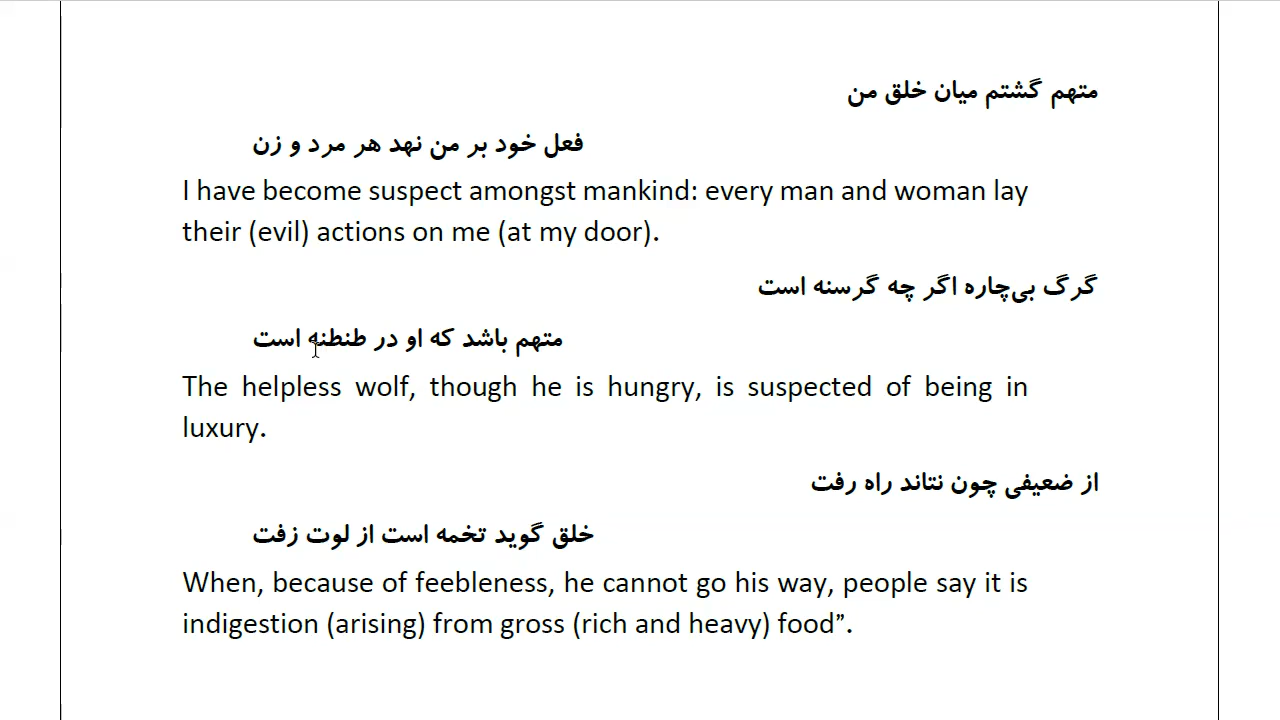 متهم گشتم میان خلق من
فعل خود بر من نهد هر مرد و زن
I have become suspect amongst mankind: every man and woman lay
their (evil) actions on me (at my door).
گرگ بی‌چاره اگر چه گرسنه است
متهم باشد که او در طنطنه است
The helpless wolf, though he is hungry, is suspected of being in
luxury.
از ضعیفی چون نتاند راه رفت
خلق گوید تخمه است از لوت زفت
When, because of feebleness, he cannot go his way, people say it is
indigestion (arising) from gross (rich and heavy) food”.